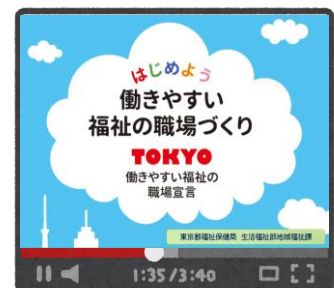 はじめよう
働きやすい
福祉の職場づくり
TOKYO
働きやすい福祉の
職場宣言
東京都福祉保健局 生活福祉部地域福祉課
1:35/3:40